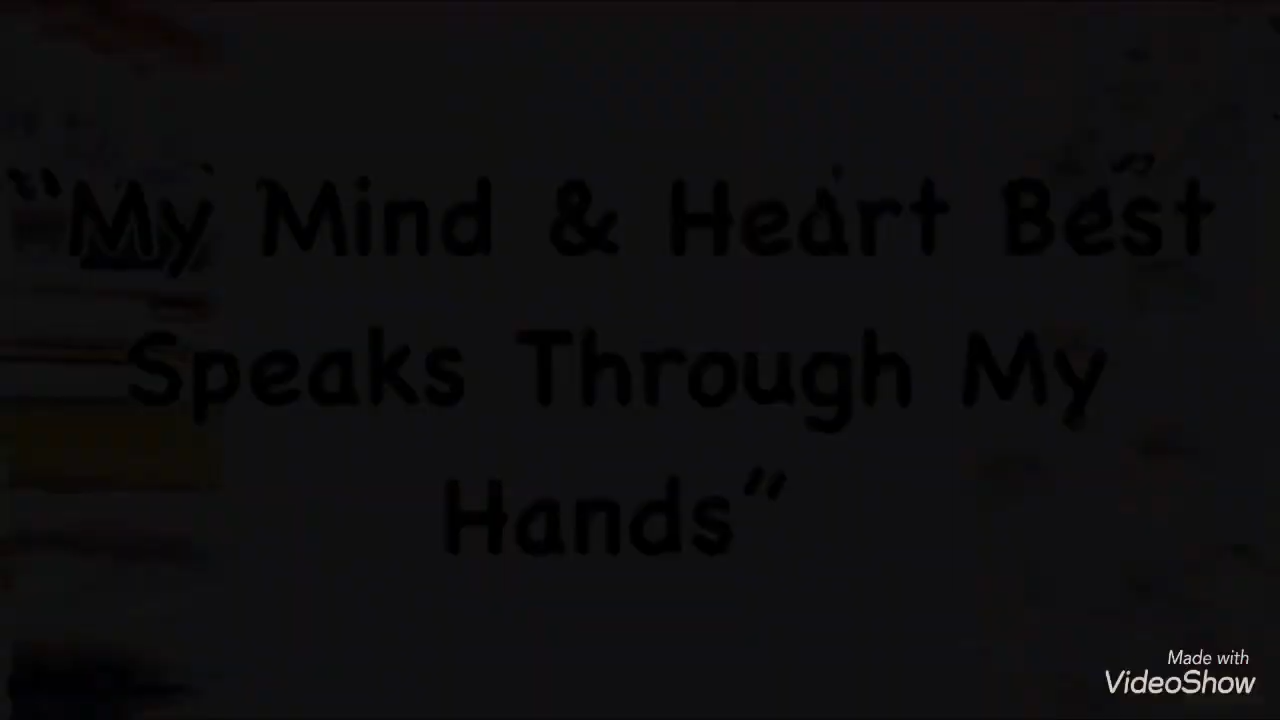 “My Mind & Heart Best
Speaks Through My
Hands”
Made with
VideoShow